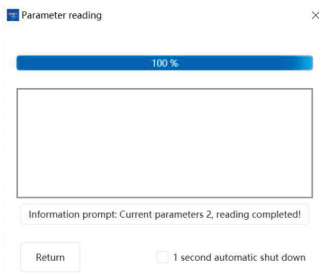 Parameter reading
100 %
Information prompt: Current parameters 2, reading completed!
Return
1 second automatic shut down